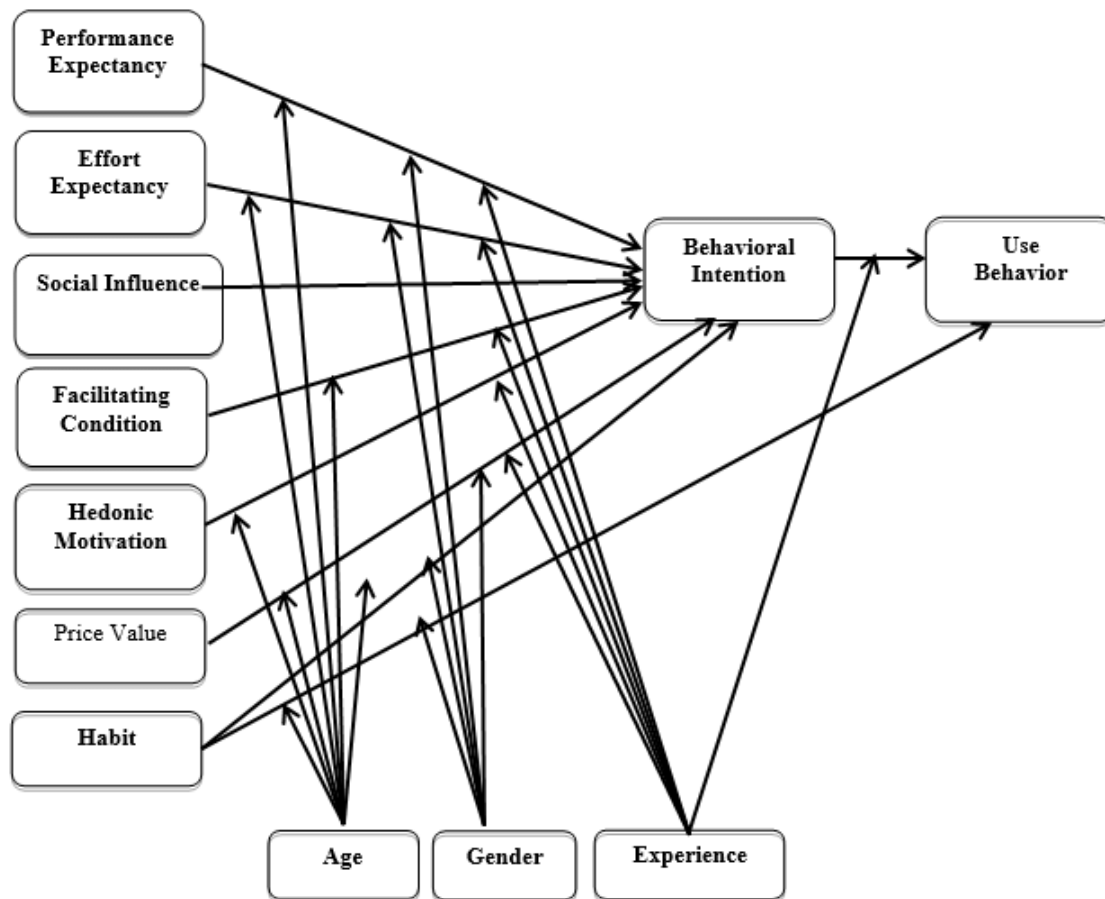 Performance
Expectancy
Effort
Expectancy
Social Influence
Facilitating
Condition
Hedonic
Motivation
Price Value
Habit
Behavioral
Intention
Use
Behavior
Age
Gender
Experience